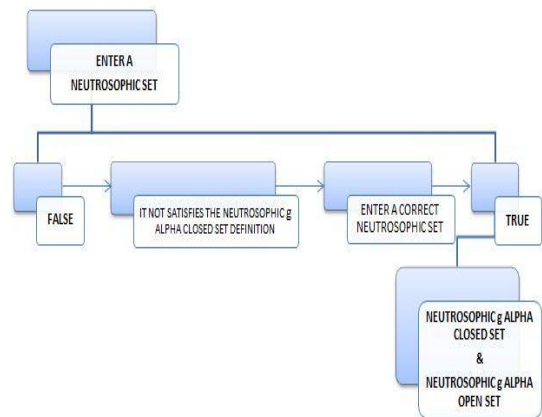 ENTER A
NEUTROSOPHIC SET
FALSE
IT NOT SATISFIES THE NEUTROSOPHIC g
ALPHA CLOSED SET DEFINITION
ENTER A CORRECT
NEUTROSOPHIC SET
TRUE
NEUTROSOPHIC g ALPHA
CLOSED SET
&
NEUTROSOPHIC g ALPHA
OPEN SET